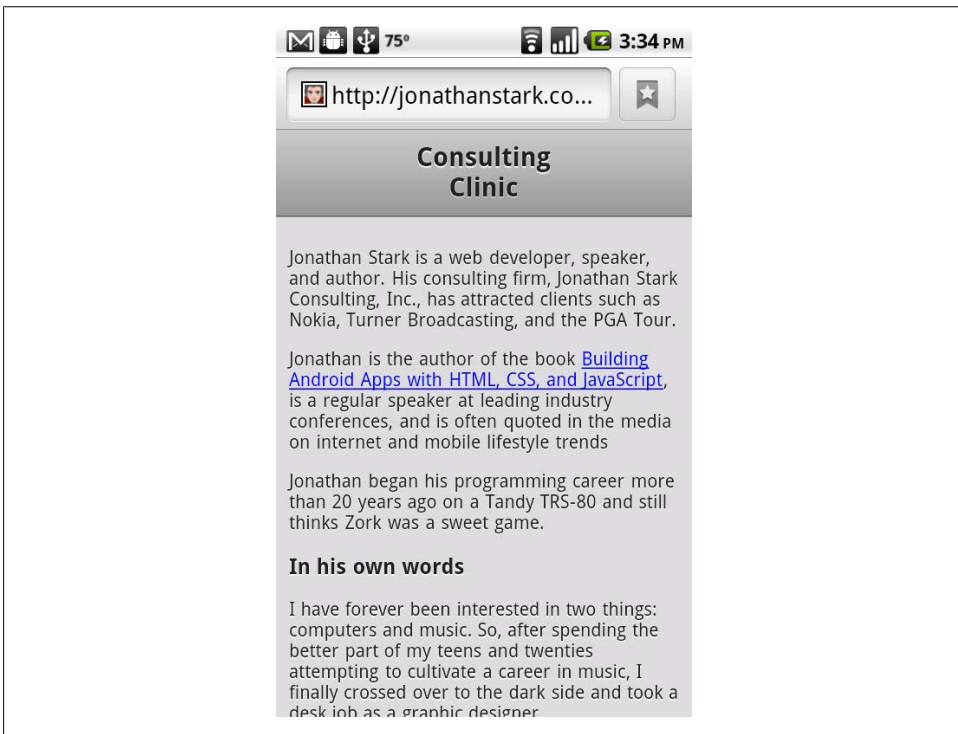 75° 3:34 PM
http://jonathanstark.co...
Consulting
Clinic
Jonathan Stark is a web developer, speaker,
and author. His consulting firm, Jonathan Stark
Consulting, Inc., has attracted clients such as
Nokia, Turner Broadcasting, and the PGA Tour.
Jonathan is the author of the book Building
Android Apps with HTML, CSS, and JavaScript,
is a regular speaker at leading industry
conferences, and is often quoted in the media
on internet and mobile lifestyle trends
Jonathan began his programming career more
than 20 years ago on a Tandy TRS-80 and still
thinks Zork was a sweet game.
In his own words
I have forever been interested in two things:
computers and music. So, after spending the
better part of my teens and twenties
attempting to cultivate a career in music, I
finally crossed over to the dark side and took a
desk job as a graphic designer